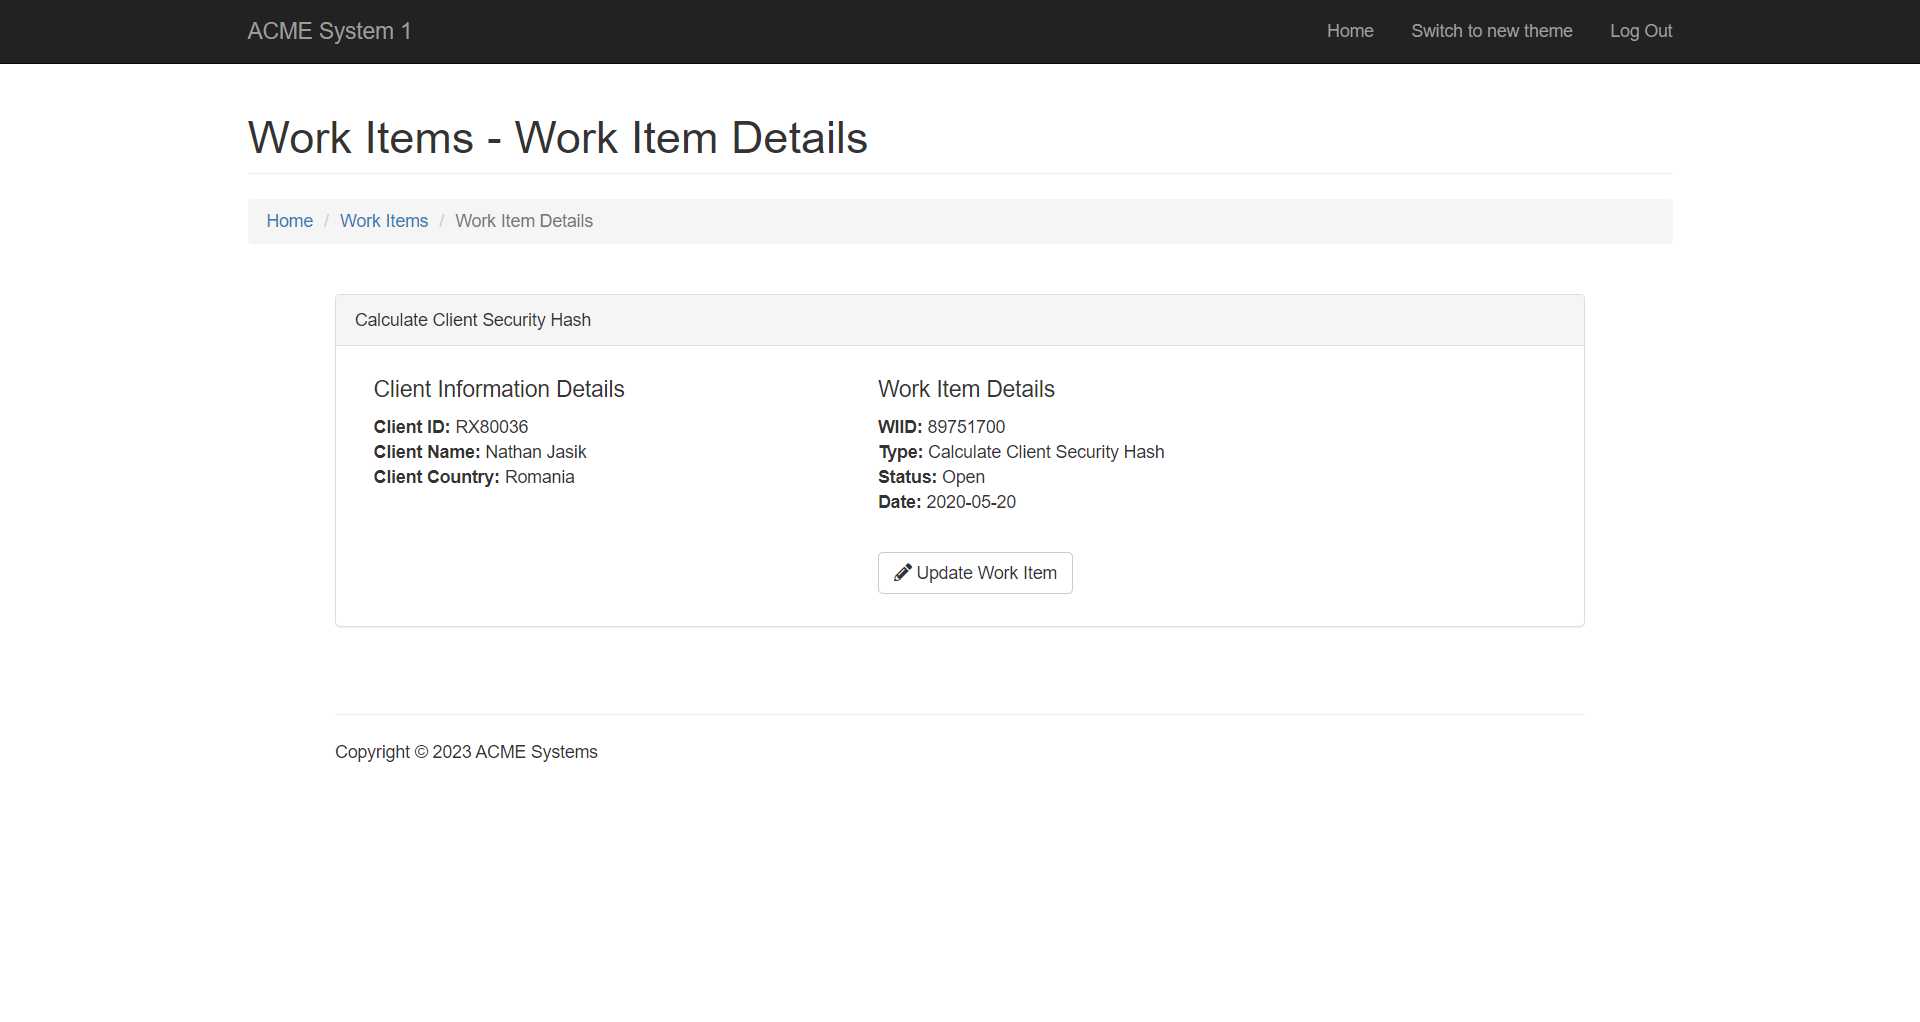 ACME System 1
Home
Switch to new theme
Log Out
Work Items - Work Item Details
Home / Work Items / Work Item Details
Calculate Client Security Hash
Client Information Details
Client ID: RX80036
Client Name: Nathan Jasik
Client Country: Romania
Work Item Details
WIID: 89751700
Type: Calculate Client Security Hash
Status: Open
Date: 2020-05-20
Update Work Item
Copyright © 2023 ACME Systems